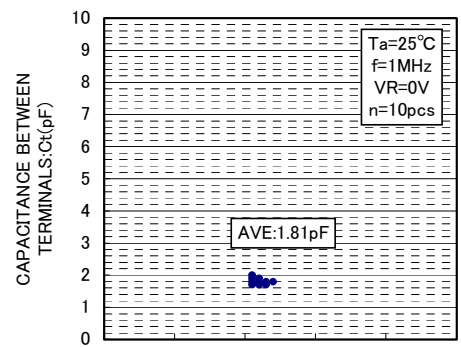 CAPACITANCE BETWEEN
TERMINALS:Ct(pF)
10
9
8
7
6
5
4
3
2
1
0
Ta=25°C
f=1MHz
VR=0V
n=10pcs
AVE:1.81pF